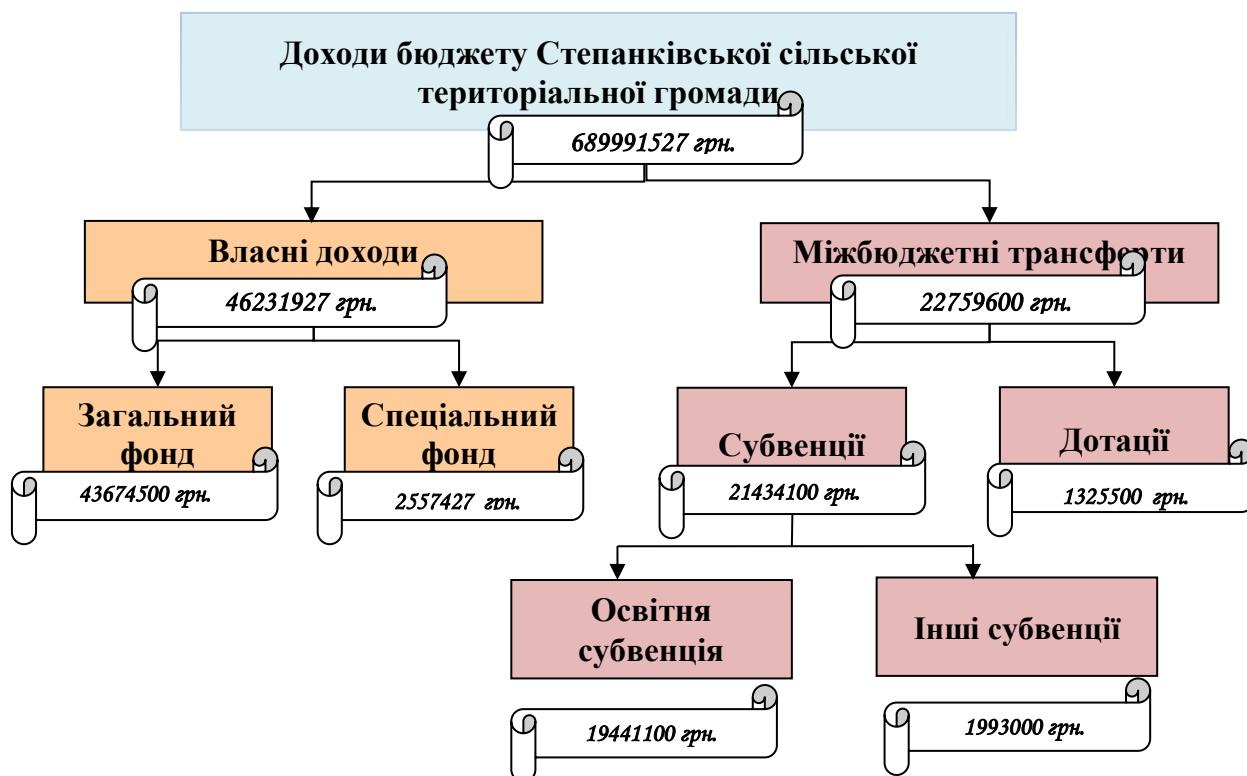 Доходи бюджету Степанківської сільської
територіальної громади
689991527 грн.
Власні доходи
46231927 грн.
Міжбюджетні трансферти
22759600 грн.
Загальний
фонд
43674500 грн.
Спеціальний
фонд
2557427 грн.
Субвенції
21434100 грн.
Дотації
1325500 грн.
Освітня
субвенція
19441100 грн.
Інші субвенції
1993000 грн.